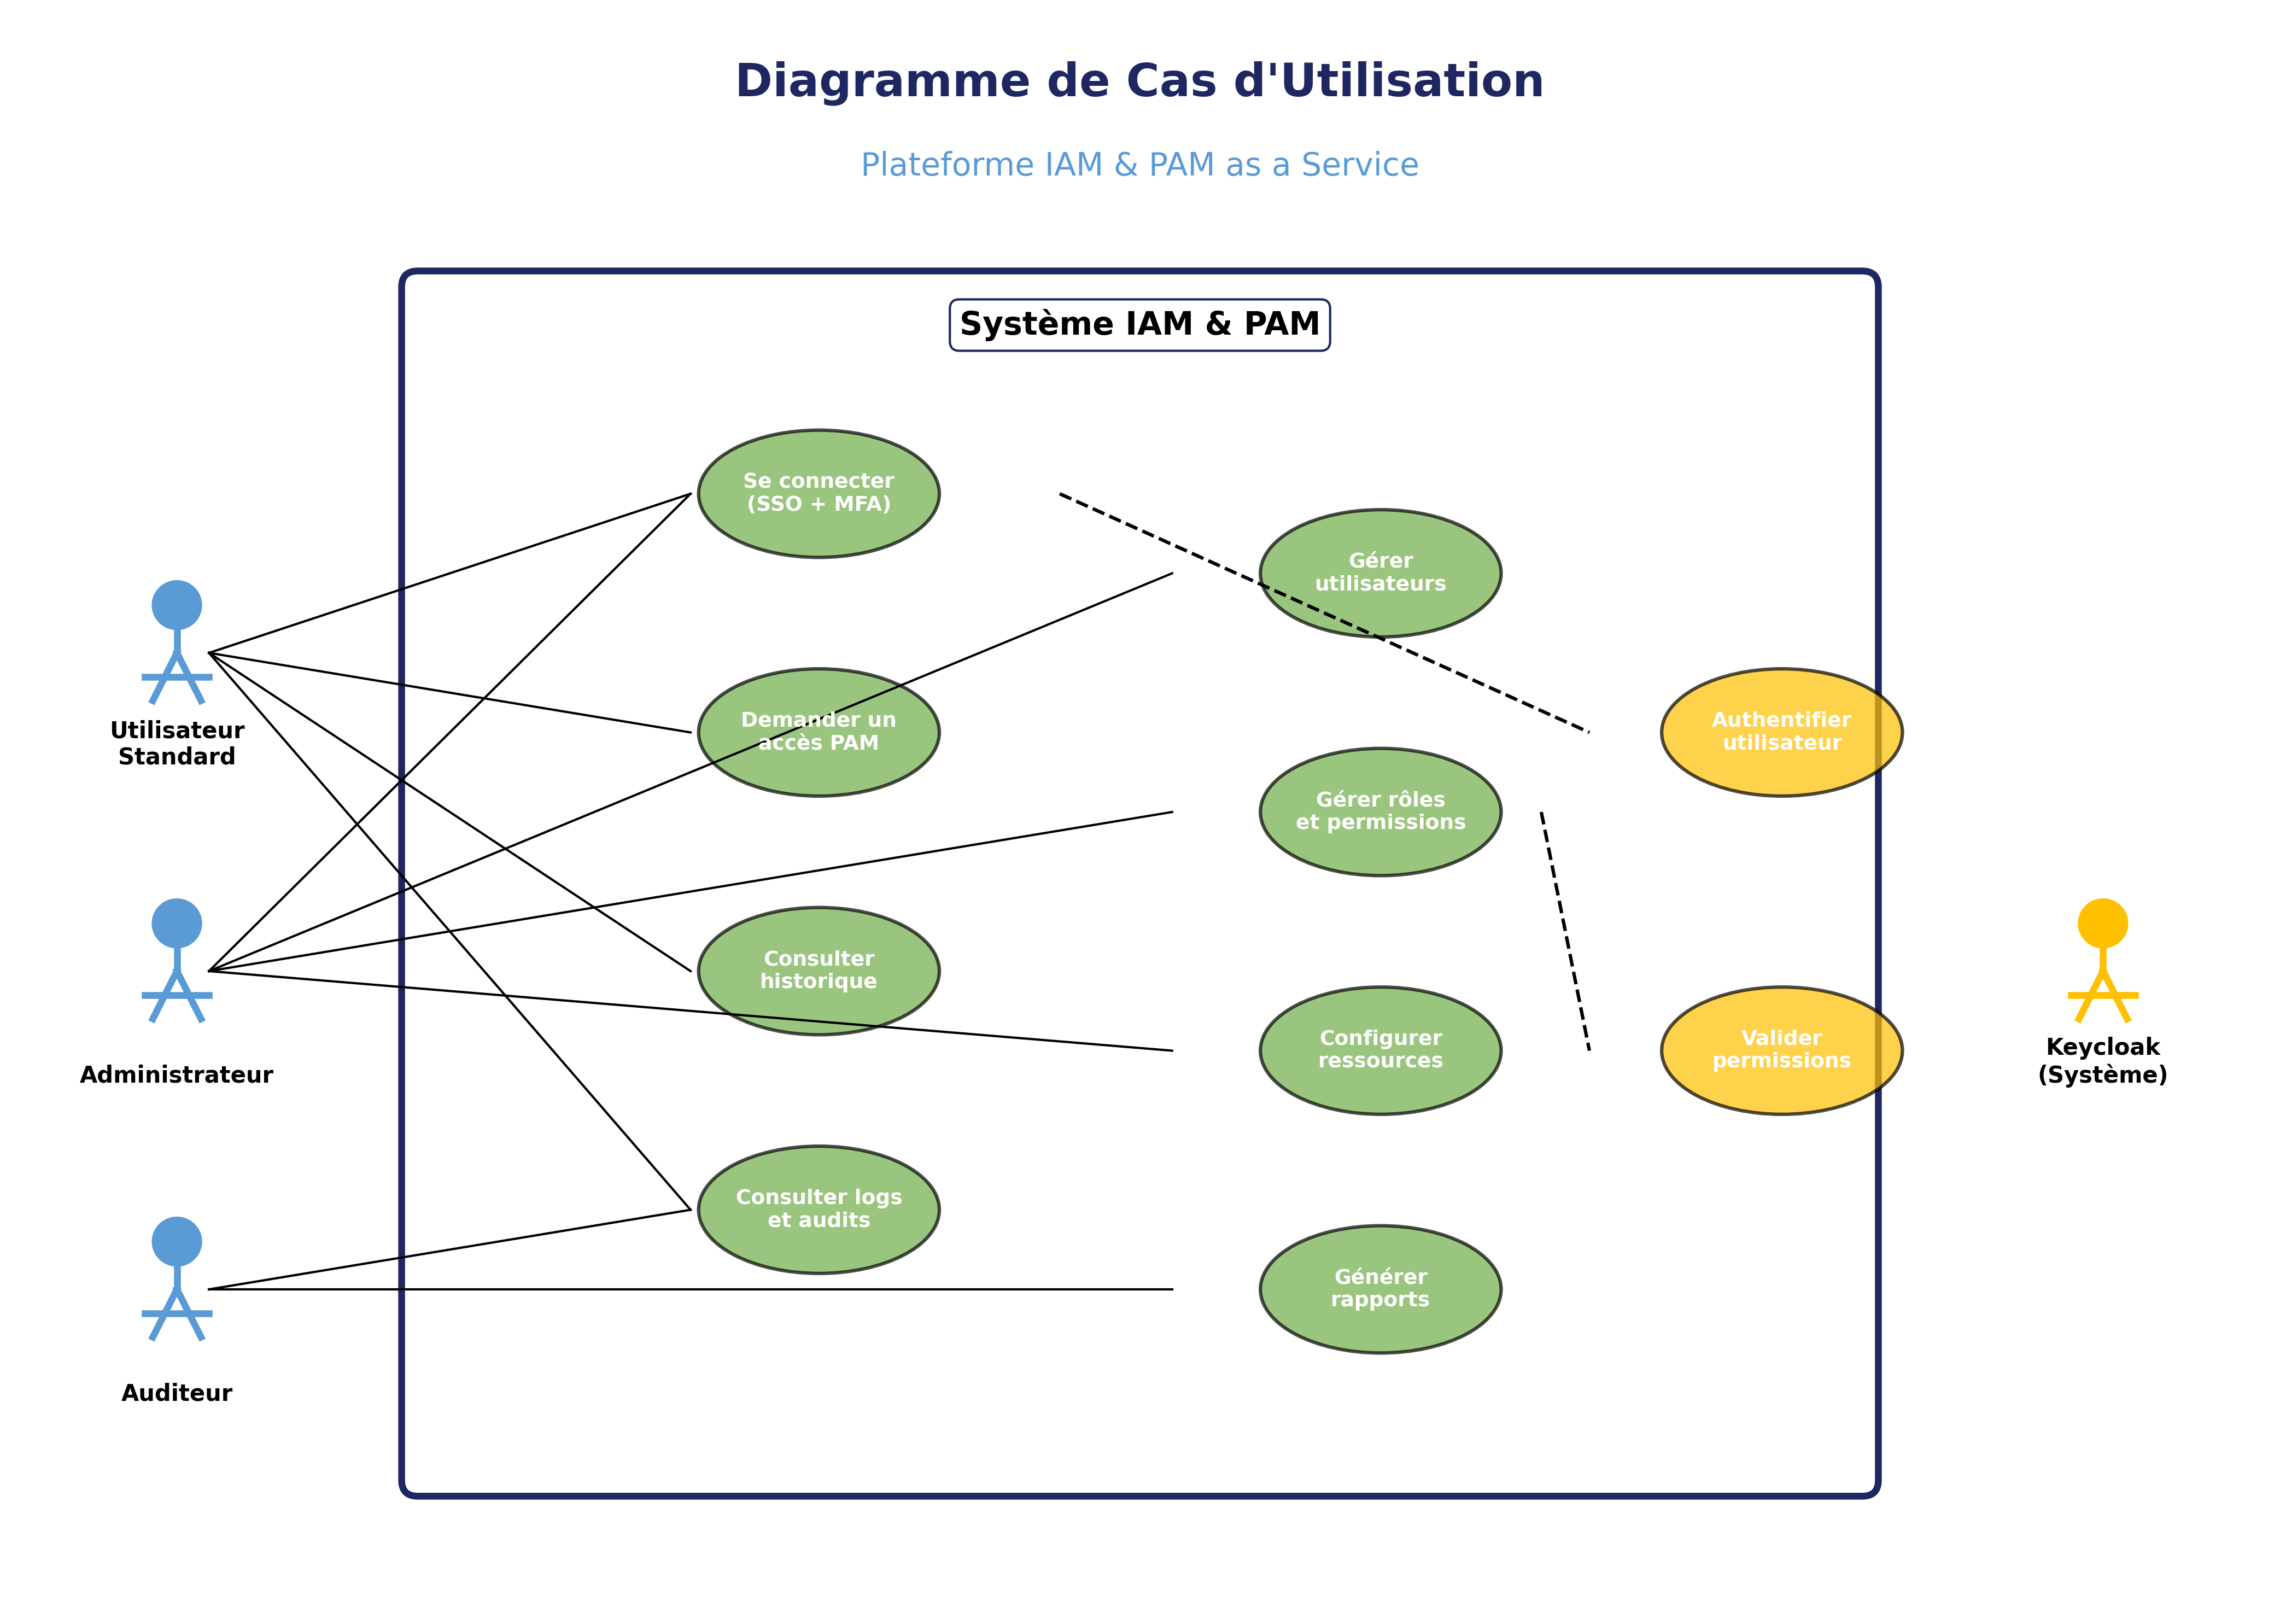 Diagramme de Cas d'Utilisation
Plateforme IAM & PAM as a Service
Système IAM & PAM
Se connecter
(SSO + MFA)
Gérer
utilisateurs
Utilisateur
Standard
Demander un
accès PAM
Authentifier
utilisateur
Gérer rôles
et permissions
Administrateur
Consulter
historique
Configurer
ressources
Valider
permissions
Keycloak
(Système)
Consulter logs
et audits
Générer
rapports
Auditeur